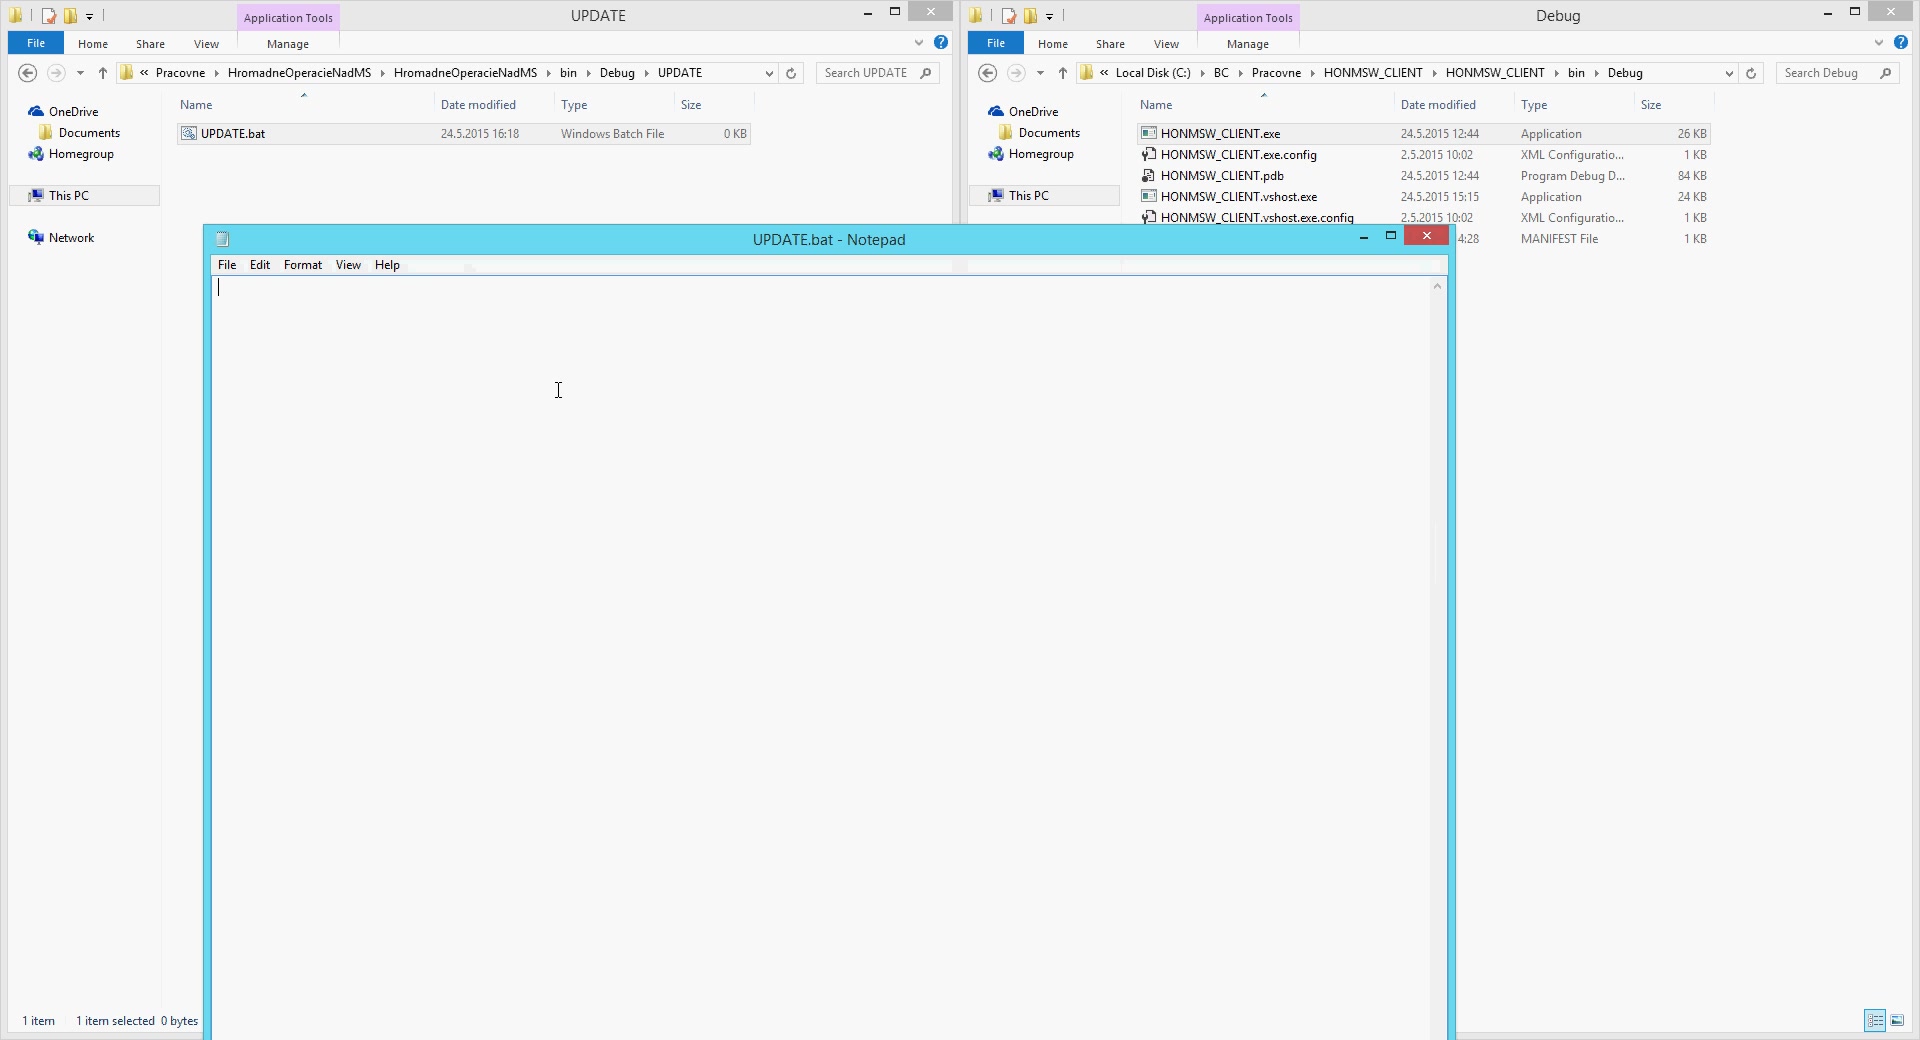 Application Tools
UPDATE
File Home Share View Manage
« Pracovne HromadneOperacieNadMS HromadneOperacieNadMS bin Debug UPDATE
Search UPDATE
OneDrive
Documents
Homegroup
This PC
Network
Name Date modified Type Size
UPDATE.bat 24.5.2015 16:18 Windows Batch File 0 KB
1 item 1 item selected 0 bytes
Application Tools
Debug
File Home Share View Manage
« Local Disk (C:) BC Pracovne HONMSW_CLIENT HONMSW_CLIENT bin Debug
Search Debug
OneDrive
Documents
Homegroup
This PC
Name Date modified Type Size
HONMSW_CLIENT.exe 24.5.2015 12:44 Application 26 KB
HONMSW_CLIENT.exe.config 2.5.2015 10:02 XML Configuratio... 1 KB
HONMSW_CLIENT.pdb 24.5.2015 12:44 Program Debug D... 84 KB
HONMSW_CLIENT.vshost.exe 24.5.2015 15:15 Application 24 KB
HONMSW_CLIENT.vshost.exe.config 2.5.2015 10:02 XML Configuratio... 1 KB
4:28 MANIFEST File 1 KB
UPDATE.bat - Notepad
File Edit Format View Help